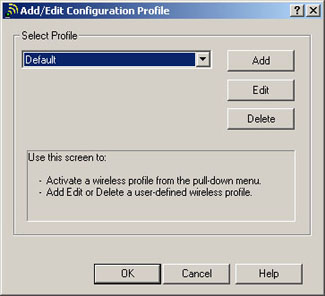 Add/Edit Configuration Profile
Select Profile
Default
Add
Edit
Delete
Use this screen to:
- Activate a wireless profile from the pull-down menu.
- Add Edit or Delete a user-defined wireless profile.
OK Cancel Help